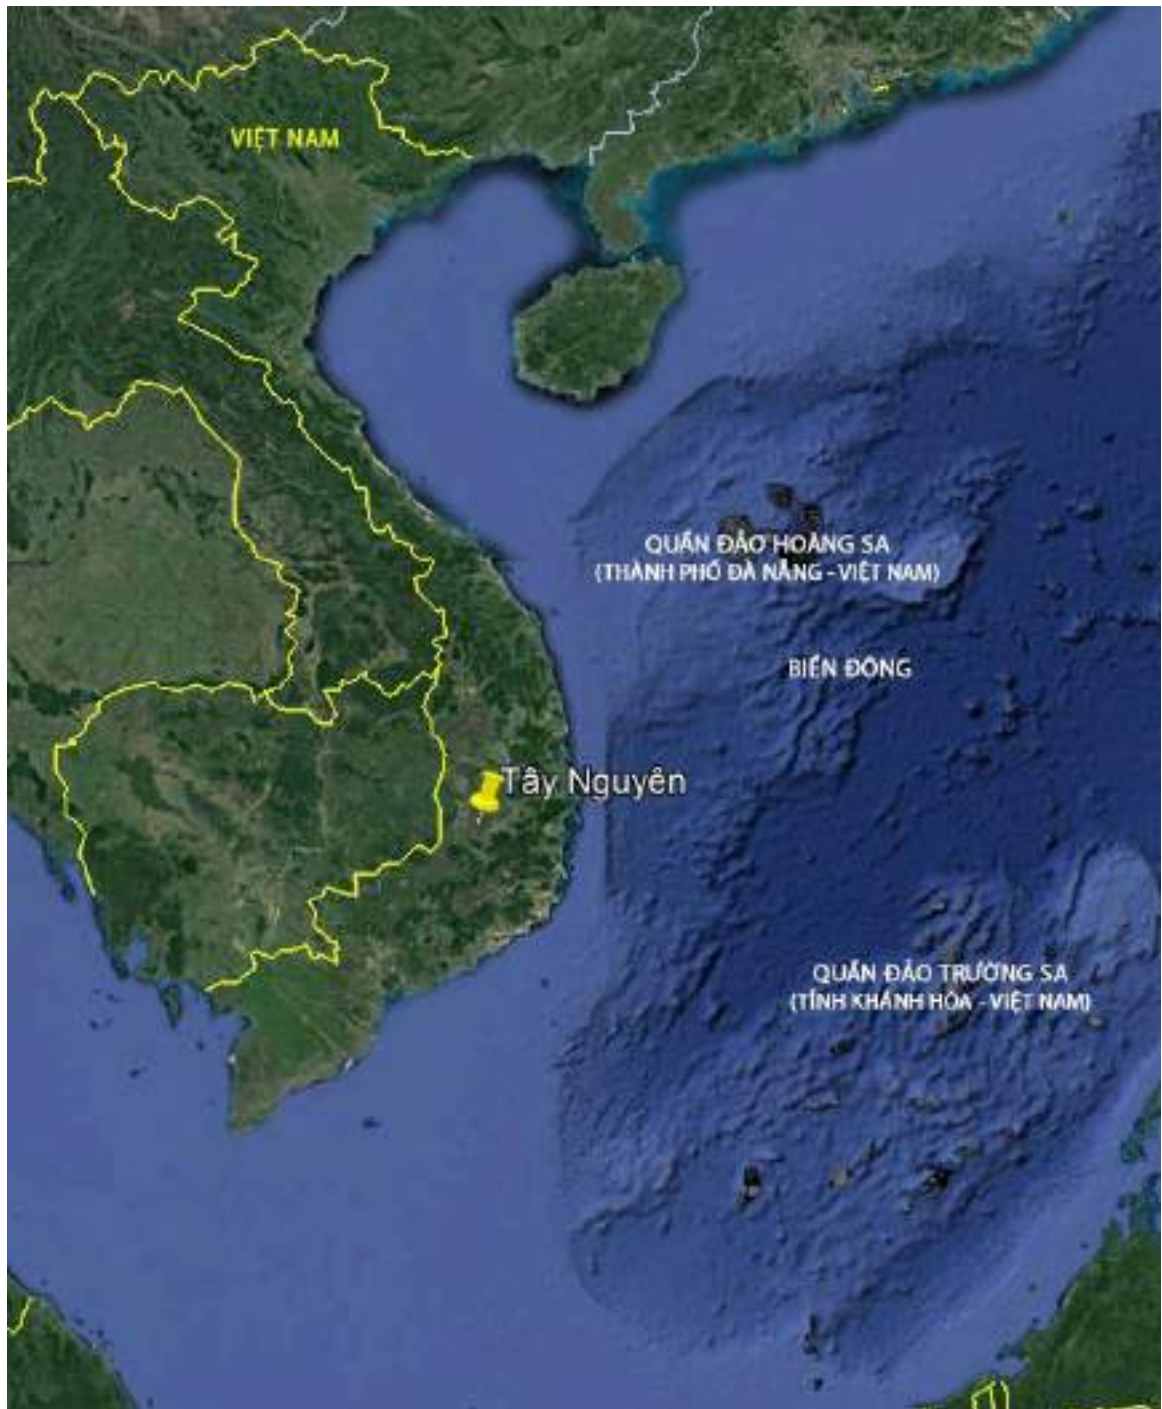 VIỆT NAM
QUẦN ĐẢO HOÀNG SA
(THÀNH PHỐ ĐÀ NẴNG - VIỆT NAM)
BIỂN ĐÔNG
Tây Nguyên
QUẦN ĐẢO TRƯỜNG SA
(TỈNH KHÁNH HÒA - VIỆT NAM)